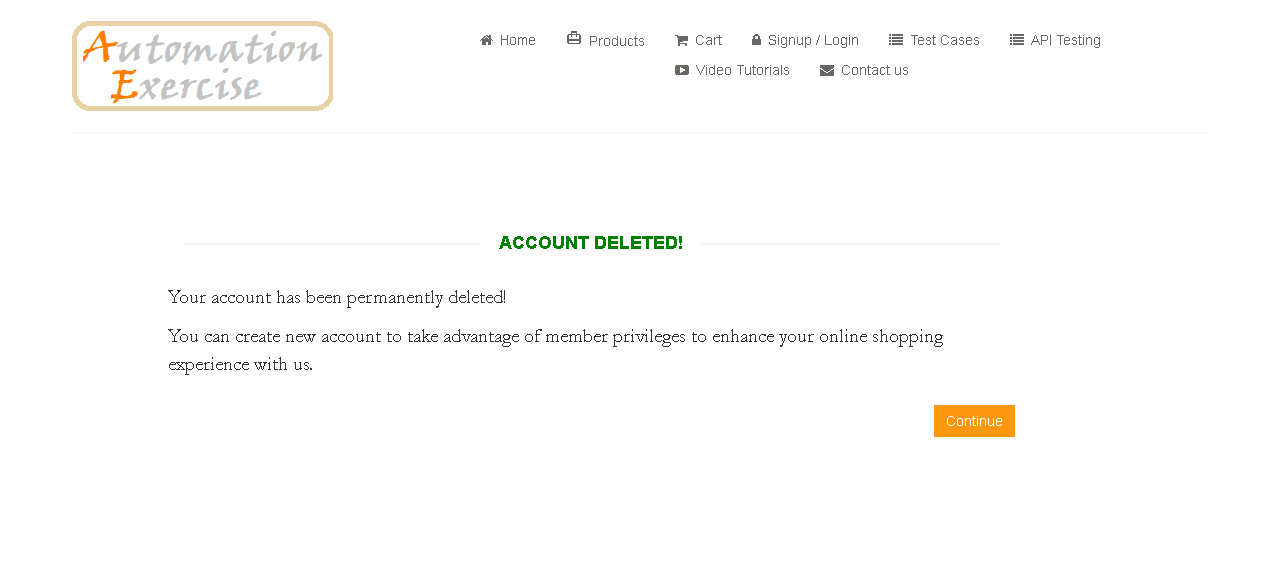 Automation
Exercise
Home Products Cart Signup / Login Test Cases API Testing
Video Tutorials Contact us
ACCOUNT DELETED!
Your account has been permanently deleted!
You can create new account to take advantage of member privileges to enhance your online shopping
experience with us.
Continue